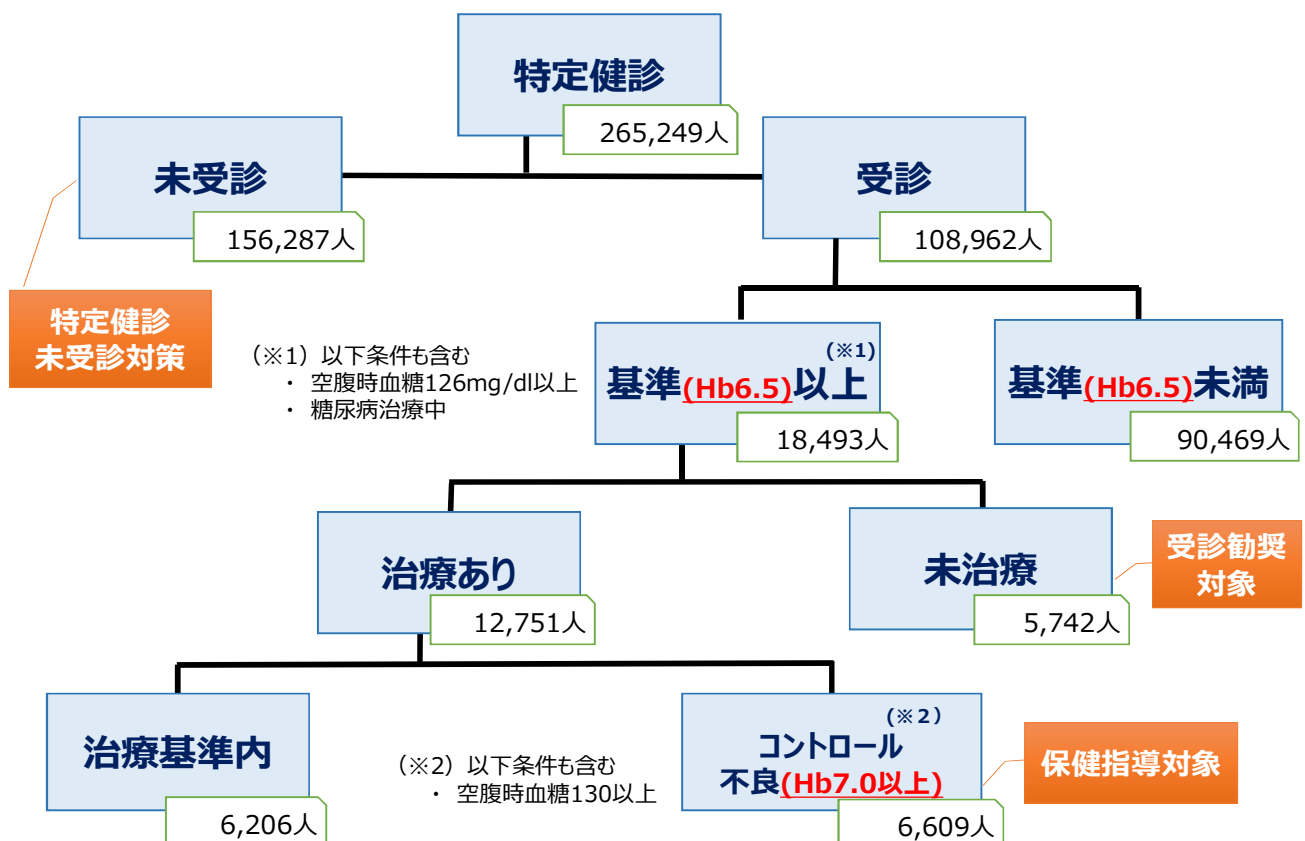 特定健診
265,249人
未受診
156,287人
受診
108,962人
特定健診
未受診対策
（※1）以下条件も含む
・ 空腹時血糖126mg/dl以上
・ 糖尿病治療中
(※1)
基準(Hb6.5)以上
18,493人
基準(Hb6.5)未満
90,469人
治療あり
12,751人
未治療
5,742人
受診勧奨
対象
治療基準内
6,206人
（※2）以下条件も含む
・ 空腹時血糖130以上
(※２)
コントロール
不良(Hb7.0以上)
6,609人
保健指導対象